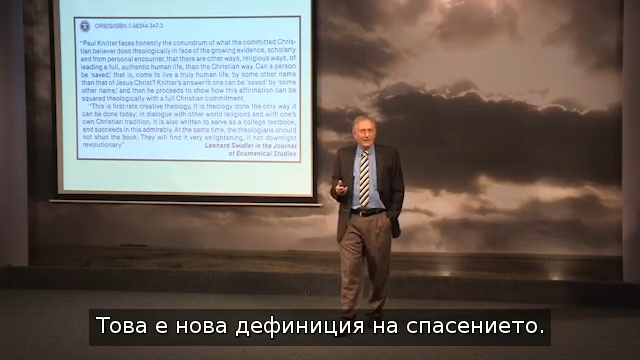 ORBIS/ISBN 0-88344-347-3
"Paul Knitter faces honestly the conundrum of what the committed Chris-
tian believer does theologically in face of the growing evidence, scholarly
and from personal encounter, that there are other ways, religious ways, of
leading a full, authentic human life, than the Christian way. Can a person
be 'saved,' that is, come to live a truly human life, by some other name
than that of Jesus Christ? Knitter's answer is one can be 'saved' by 'some
other name,' and then he proceeds to show how this affirmation can be
squared theologically with a full Christian commitment.
"This is first-rate creative theology. It is theology done the only way it
can be done today: in dialogue with other world religions and with one's
own Christian tradition. It is also written to serve as a college textbook,
and succeeds in this admirably. At the same time, the theologians should
not shun the book. They will find it very enlightening, if not downright
revolutionary."
Leonard Swidler in the Journal
of Ecumenical Studies
Това е нова дефиниция на спасението.